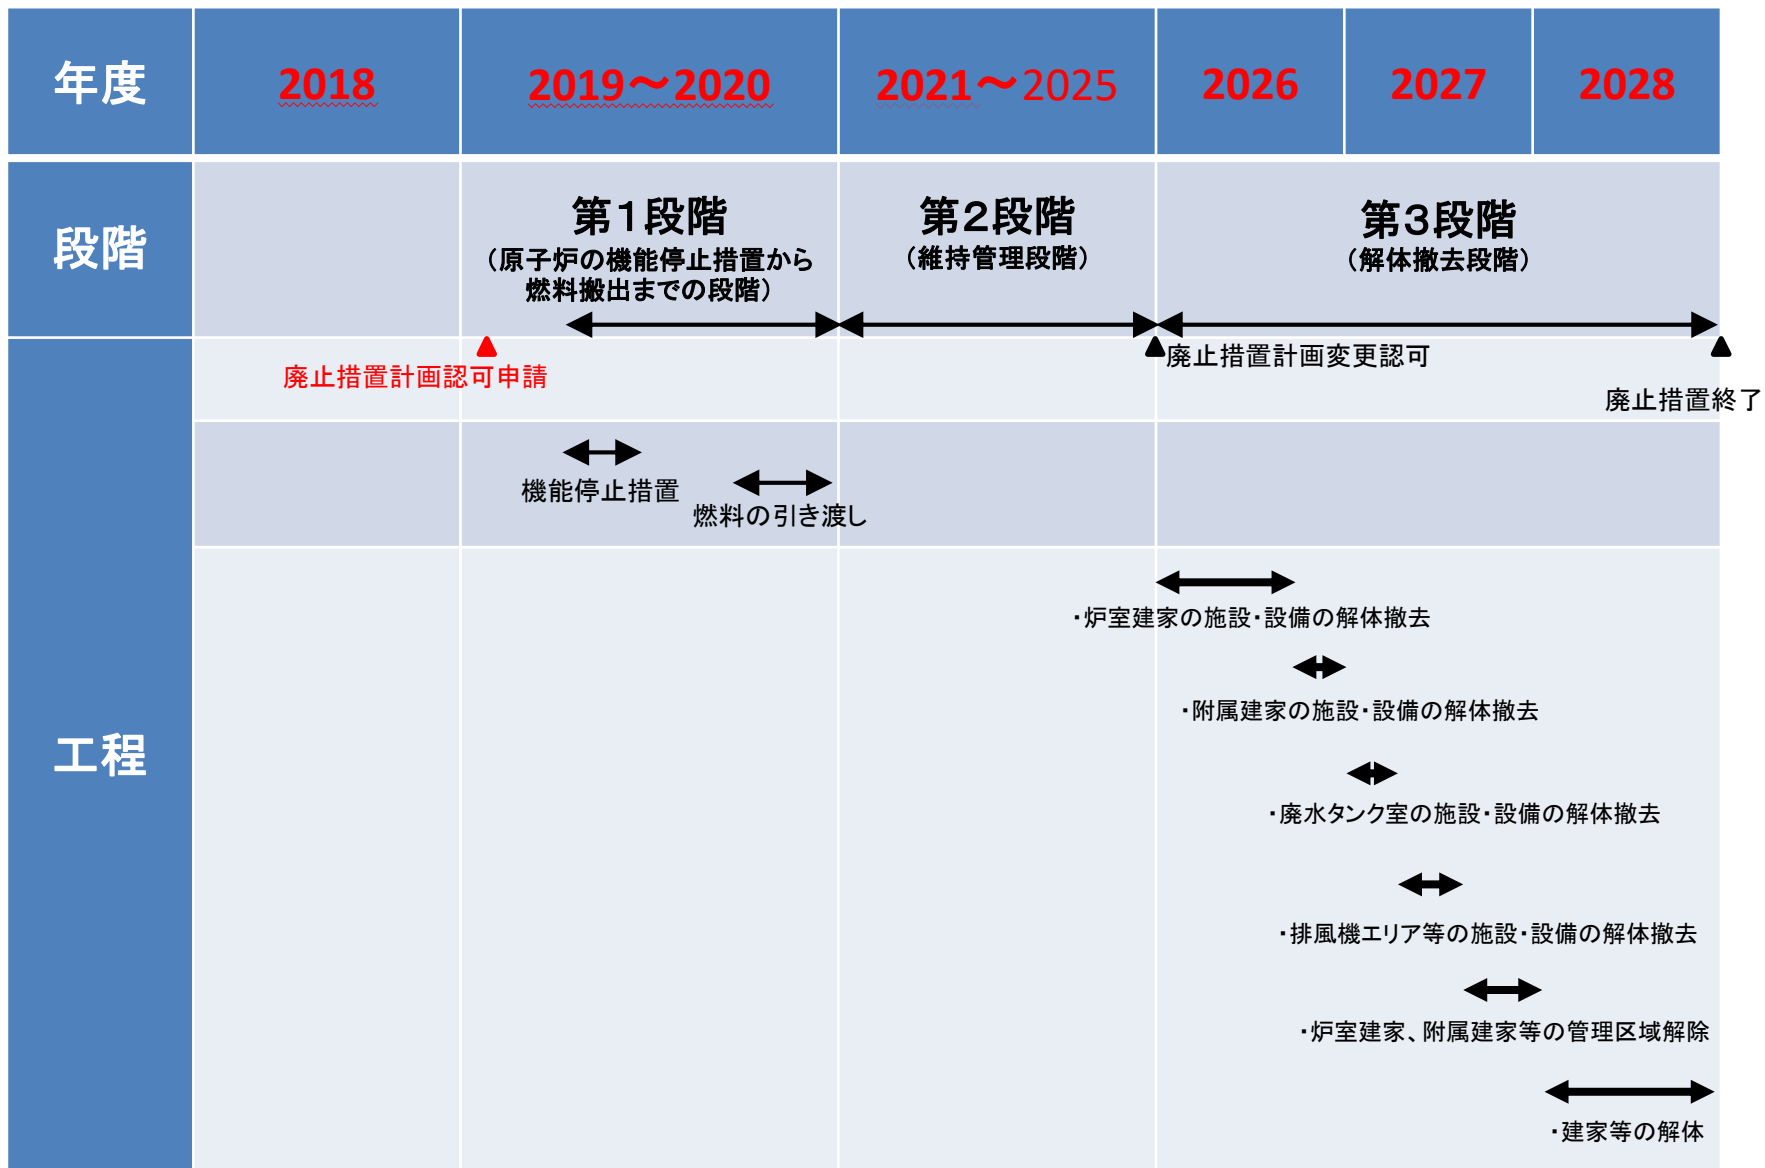 年度
2018
2019～2020
2021～2025
2026
2027
2028
段階
第１段階
（原子炉の機能停止措置から
燃料搬出までの段階）
第２段階
（維持管理段階）
第３段階
（解体撤去段階）
工程
廃止措置計画認可申請
廃止措置計画変更認可
廃止措置終了
機能停止措置
燃料の引き渡し
・炉室建家の施設・設備の解体撤去
・附属建家の施設・設備の解体撤去
・廃水タンク室の施設・設備の解体撤去
・排風機エリア等の施設・設備の解体撤去
・炉室建家、附属建家等の管理区域解除
・建家等の解体